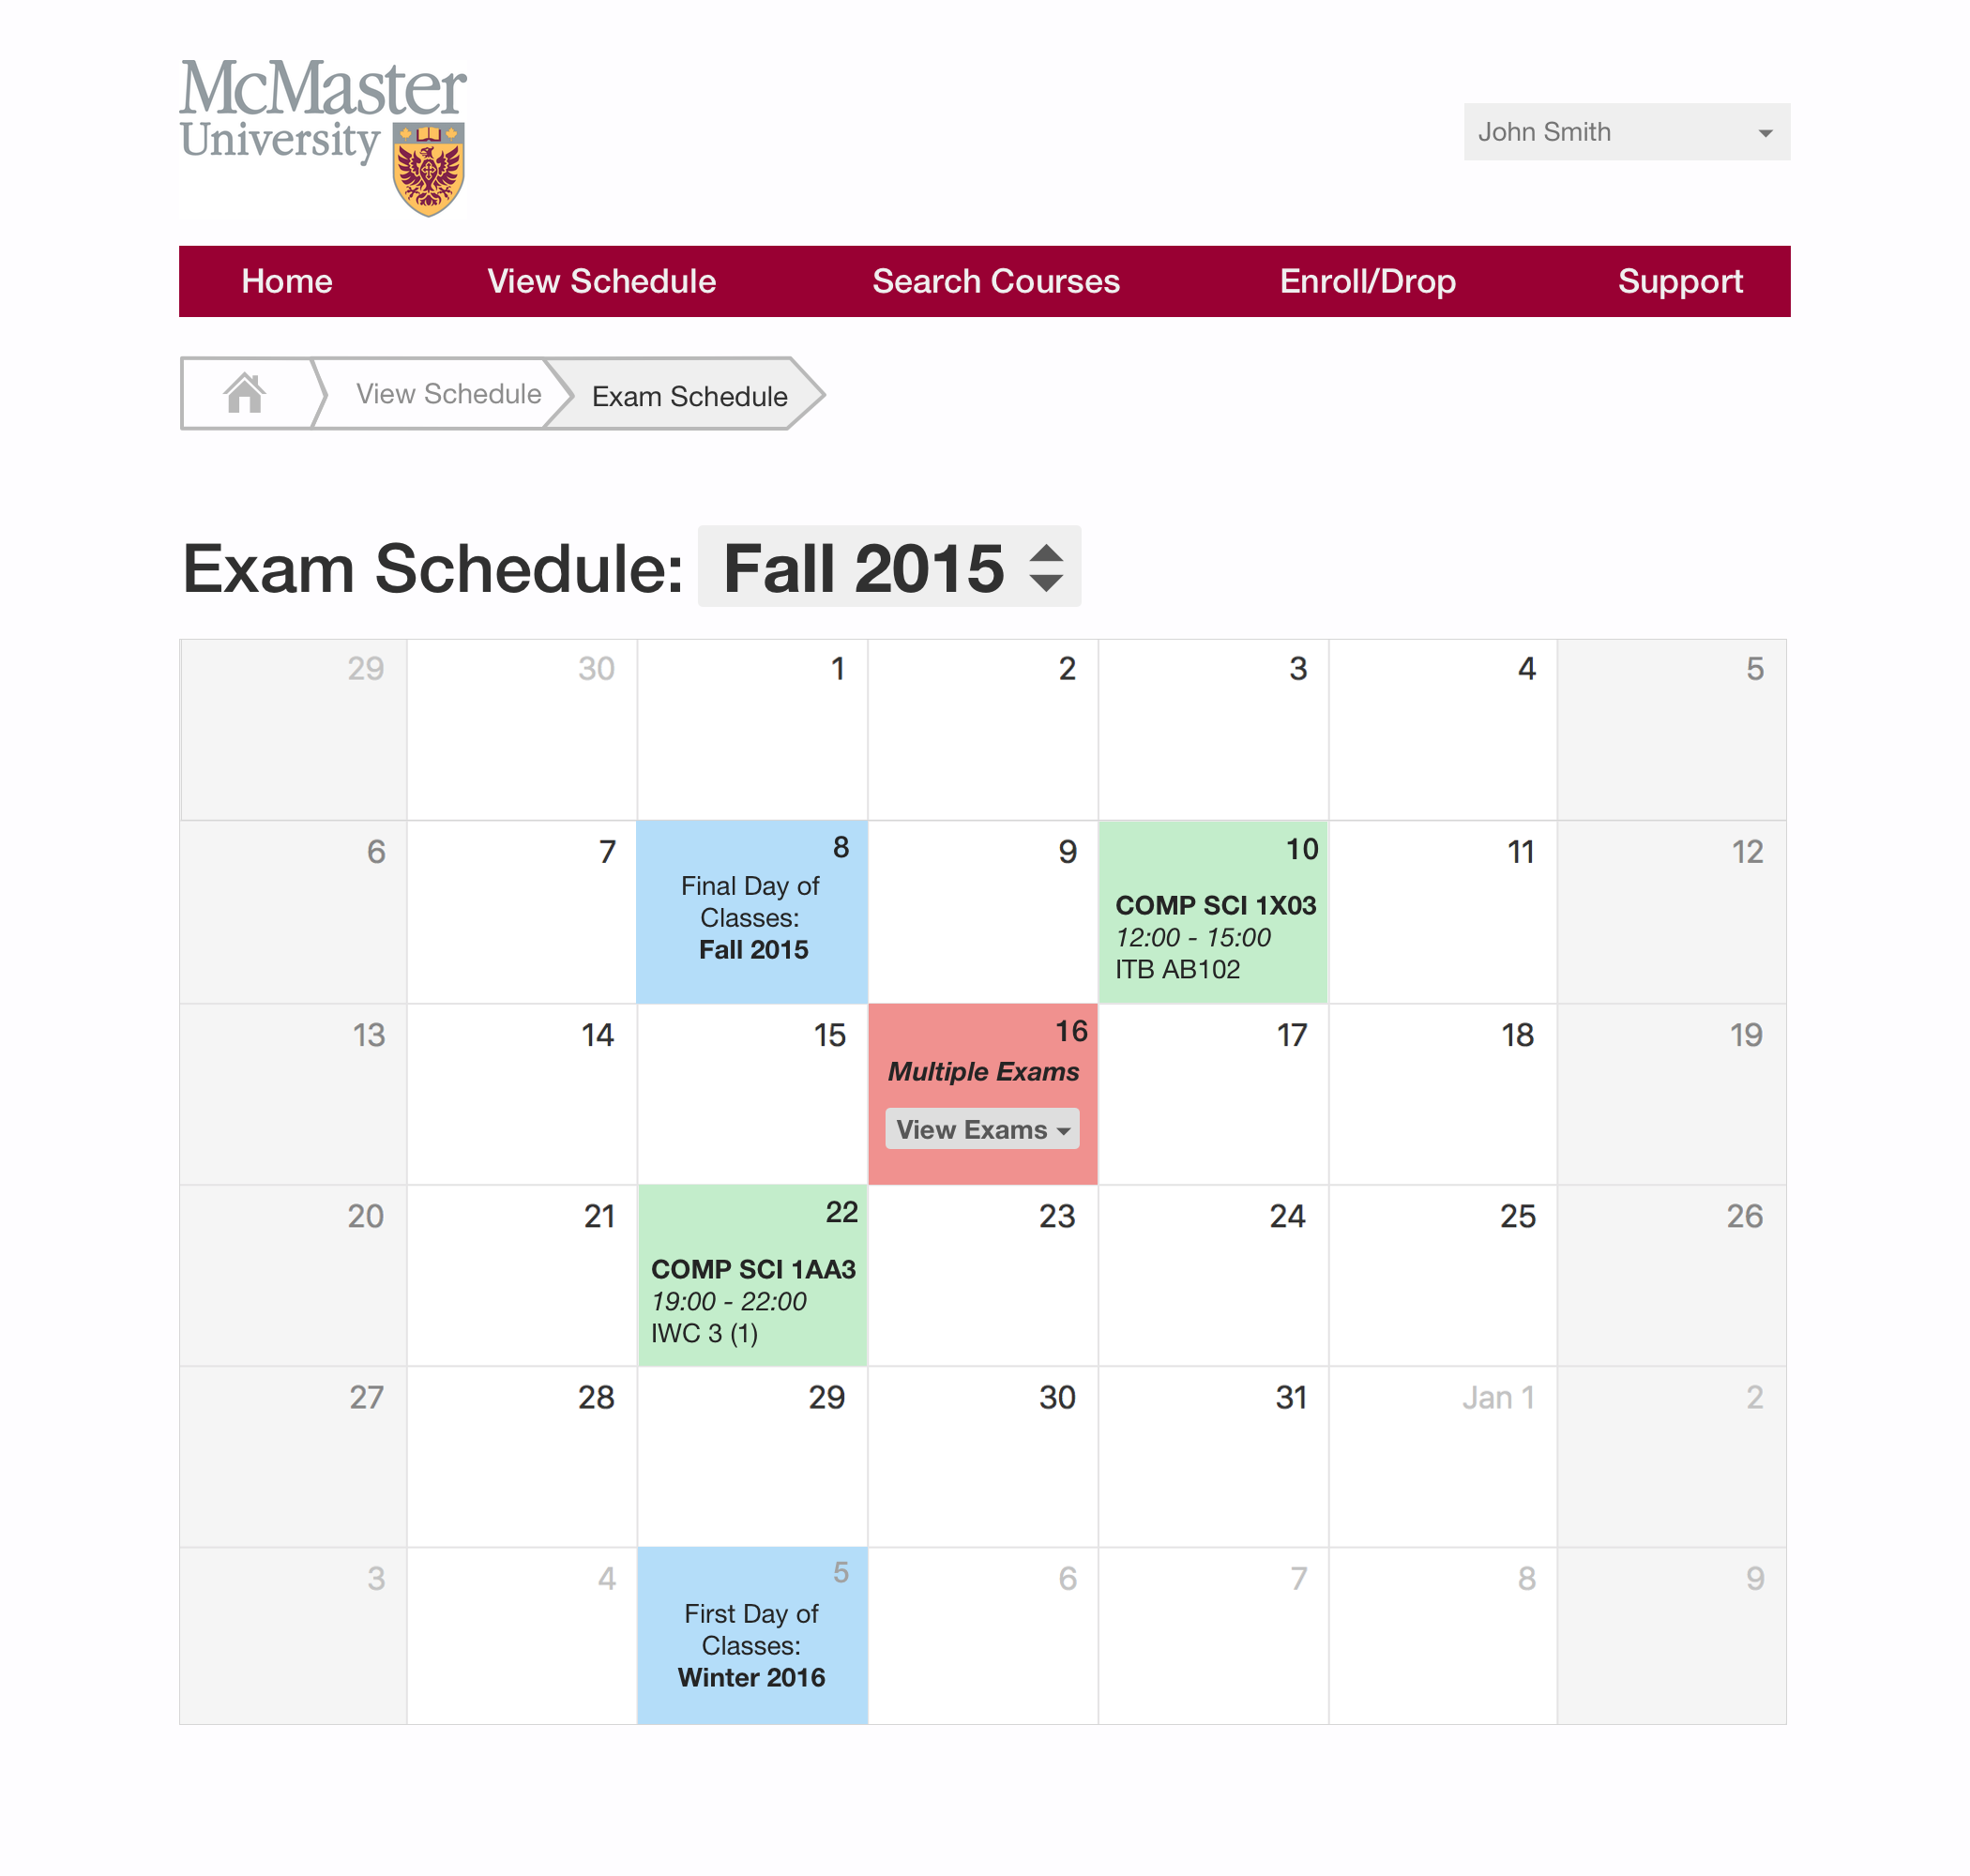 McMaster
University
John Smith
Home View Schedule Search Courses Enroll/Drop Support
View Schedule Exam Schedule
Exam Schedule: Fall 2015
29 30 1 2 3 4 5
6 7 8 9 10 11 12
Final Day of
Classes:
Fall 2015
COMP SCI 1X03
12:00 - 15:00
ITB AB102
13 14 15 16 17 18 19
Multiple Exams
View Exams
20 21 22 23 24 25 26
COMP SCI 1AA3
19:00 - 22:00
IWC 3 (1)
27 28 29 30 31 Jan 1 2
3 4 5 6 7 8 9
First Day of
Classes:
Winter 2016